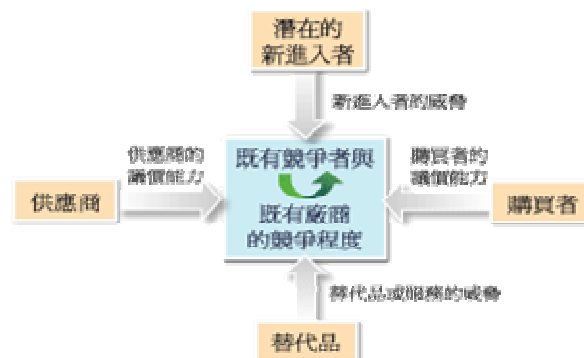 潛在的
新進入者
新進入者的威脅
供應商的
議價能力
既有競爭者與
購買者的
議價能力
供應商
既有廠商
的競爭程度
購買者
替代品或服務的威脅
替代品